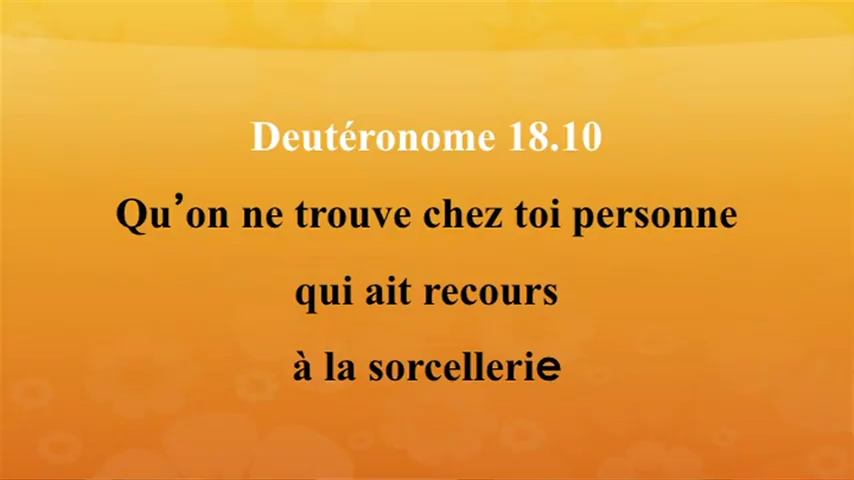 Deutéronome 18.10
Qu’on ne trouve chez toi personne
qui ait recours
à la sorcellerie